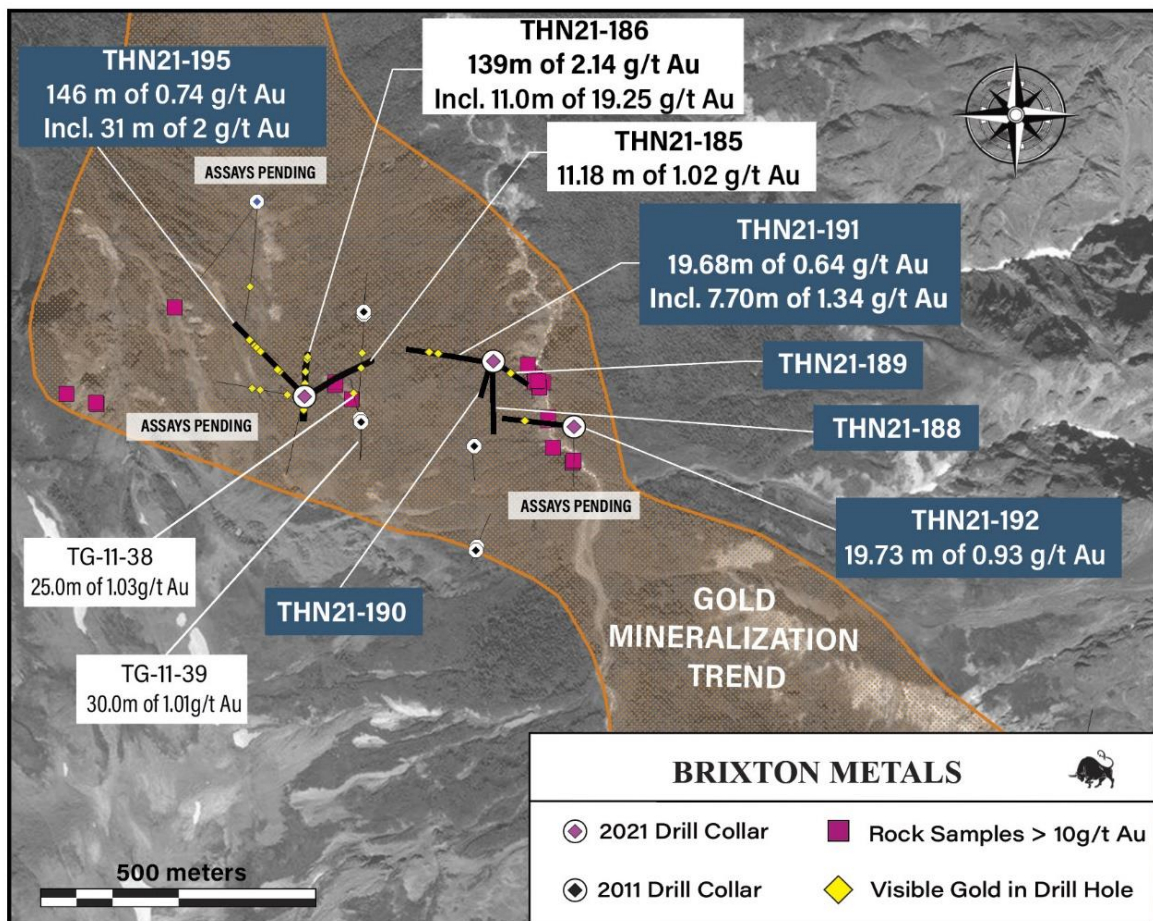 THN21-195
146 m of 0.74 g/t Au
Incl. 31 m of 2 g/t Au
THN21-186
139m of 2.14 g/t Au
Incl. 11.0m of 19.25 g/t Au
ASSAYS PENDING
THN21-185
11.18 m of 1.02 g/t Au
THN21-191
19.68m of 0.64 g/t Au
Incl. 7.70m of 1.34 g/t Au
THN21-189
THN21-188
ASSAYS PENDING
ASSAYS PENDING
THN21-192
19.73 m of 0.93 g/t Au
TG-11-38
25.0m of 1.03g/t Au
THN21-190
TG-11-39
30.0m of 1.01g/t Au
GOLD
MINERALIZATION
TREND
500 meters
BRIXTON METALS
2021 Drill Collar
Rock Samples > 10g/t Au
2011 Drill Collar
Visible Gold in Drill Hole